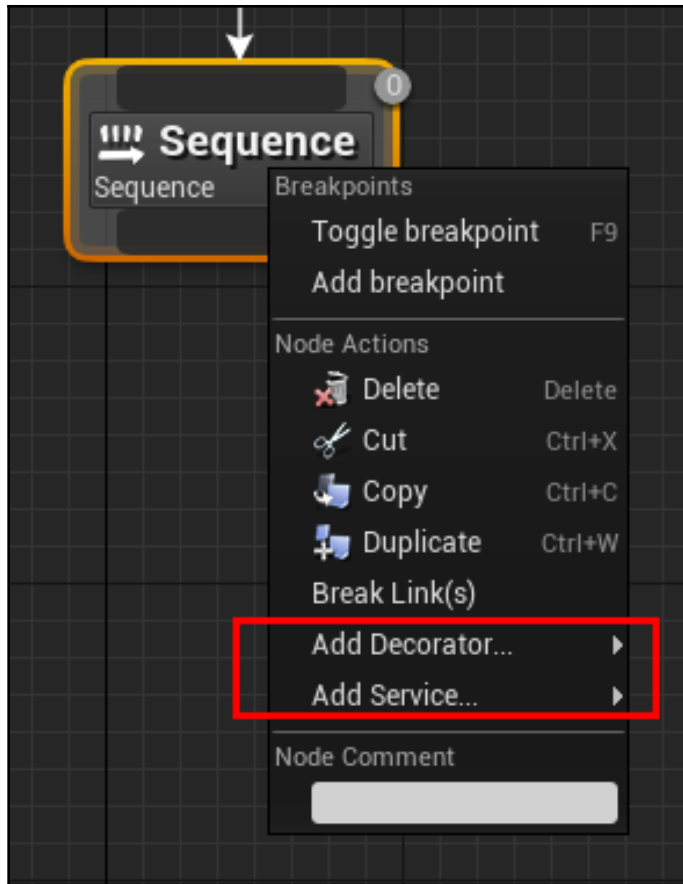 0
Sequence
Sequence
Breakpoints
Toggle breakpoint F9
Add breakpoint
Node Actions
Delete Delete
Cut Ctrl+X
Copy Ctrl+C
Duplicate Ctrl+W
Break Link(s)
Add Decorator...
Add Service...
Node Comment